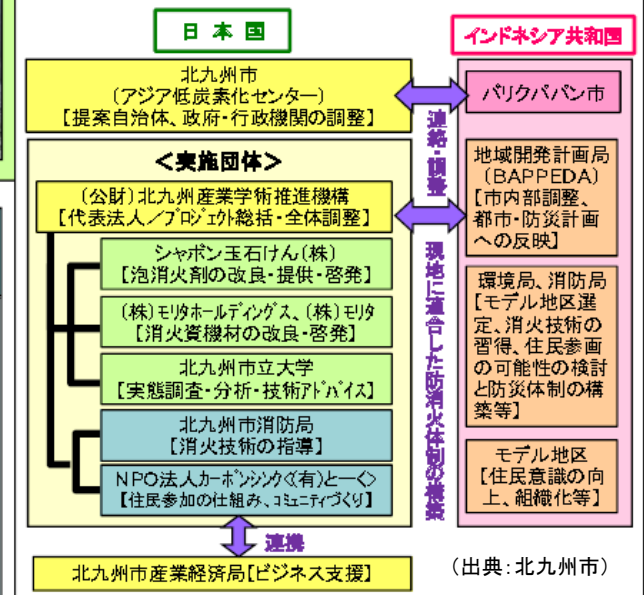 日本国
インドネシア共和国
北九州市
(アジア低炭素化センター)
【提案自治体、政府・行政機関の調整】
バリクパパン市
連絡・調整
<実施団体>
(公財)北九州産業学術推進機構
【代表法人/プロジェクト総括・全体調整】
地域開発計画局
(BAPPEDA)
【市内部調整、
都市・防災計画
への反映】
シャボン玉石けん(株)
【泡消火剤の改良・提供・啓発】
(株)モリタホールディングス、(株)モリタ
【消火資機材の改良・啓発】
北九州市立大学
【実態調査・分析・技術アドバイス】
北九州市消防局
【消火技術の指導】
NPO法人カーボンシンク《(有)とーく》
【住民参加の仕組み、コミュニティづくり】
現地に適合した防消火体制の構築
環境局、消防局
【モデル地区選
定、消火技術の
習得、住民参画
の可能性の検討
と防災体制の構
築等】
モデル地区
【住民意識の向
上、組織化等】
連携
北九州市産業経済局【ビジネス支援】
(出典:北九州市)